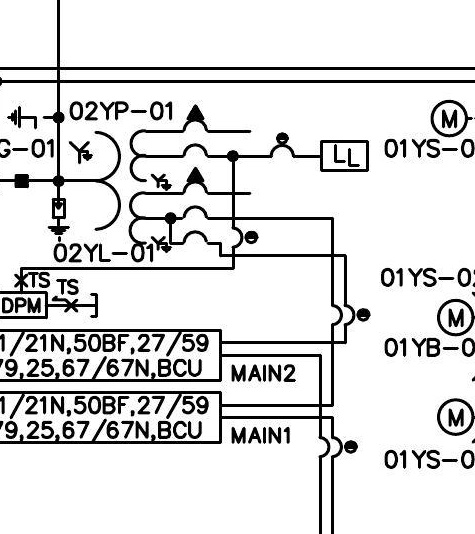 02YP-01
M
G-01
01YS-0
LL
02YL-01
01YS-02
TS
TS
DPM
M
1/21N,50BF,27/59
79,25,67/67N,BCU
01YB-0
MAIN2
1/21N,50BF,27/59
79,25,67/67N,BCU
M
MAIN1
01YS-0